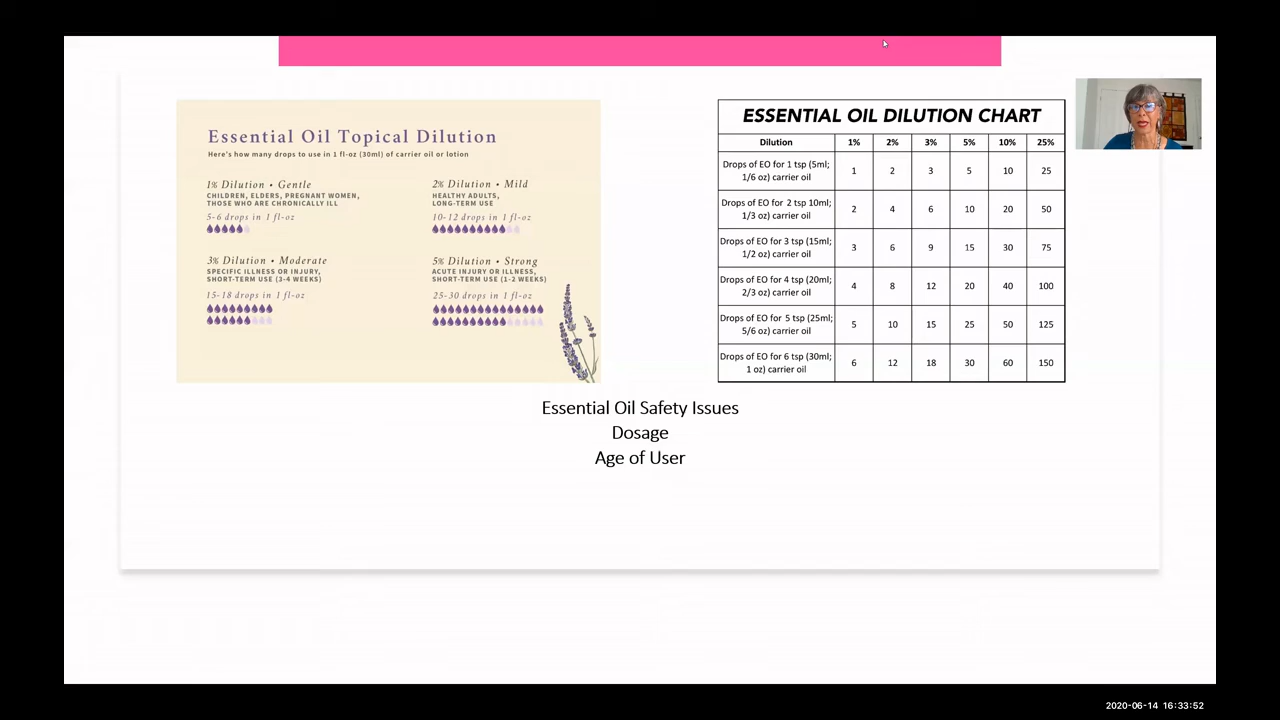 Essential Oil Topical Dilution
Here's how many drops to use in 1 fl-oz (30ml) of carrier oil or lotion
1% Dilution • Gentle
CHILDREN, ELDERS, PREGNANT WOMEN,
THOSE WHO ARE CHRONICALLY ILL
5-6 drops in 1 fl-oz
2% Dilution • Mild
HEALTHY ADULTS,
LONG-TERM USE
10-12 drops in 1 fl-oz
3% Dilution • Moderate
SPECIFIC ILLNESS OR INJURY,
SHORT-TERM USE (2-4 WEEKS)
15-18 drops in 1 fl-oz
5% Dilution • Strong
ACUTE INJURY OR ILLNESS,
SHORT-TERM USE (1-2 WEEKS)
25-30 drops in 1 fl-oz
ESSENTIAL OIL DILUTION CHART
Dilution 1% 2% 3% 5% 10% 25%
Drops of EO for 1 tsp (5ml;
1/6 oz) carrier oil 1 2 3 5 10 25
Drops of EO for 2 tsp 10ml;
1/3 oz) carrier oil 2 4 6 10 20 50
Drops of EO for 3 tsp (15ml;
1/2 oz) carrier oil 3 6 9 15 30 75
Drops of EO for 4 tsp (20ml;
2/3 oz) carrier oil 4 8 12 20 40 100
Drops of EO for 5 tsp (25ml;
5/6 oz) carrier oil 5 10 15 25 50 125
Drops of EO for 6 tsp (30ml;
1 oz) carrier oil 6 12 18 30 60 150
Essential Oil Safety Issues
Dosage
Age of User
2020-06-14 16:33:52